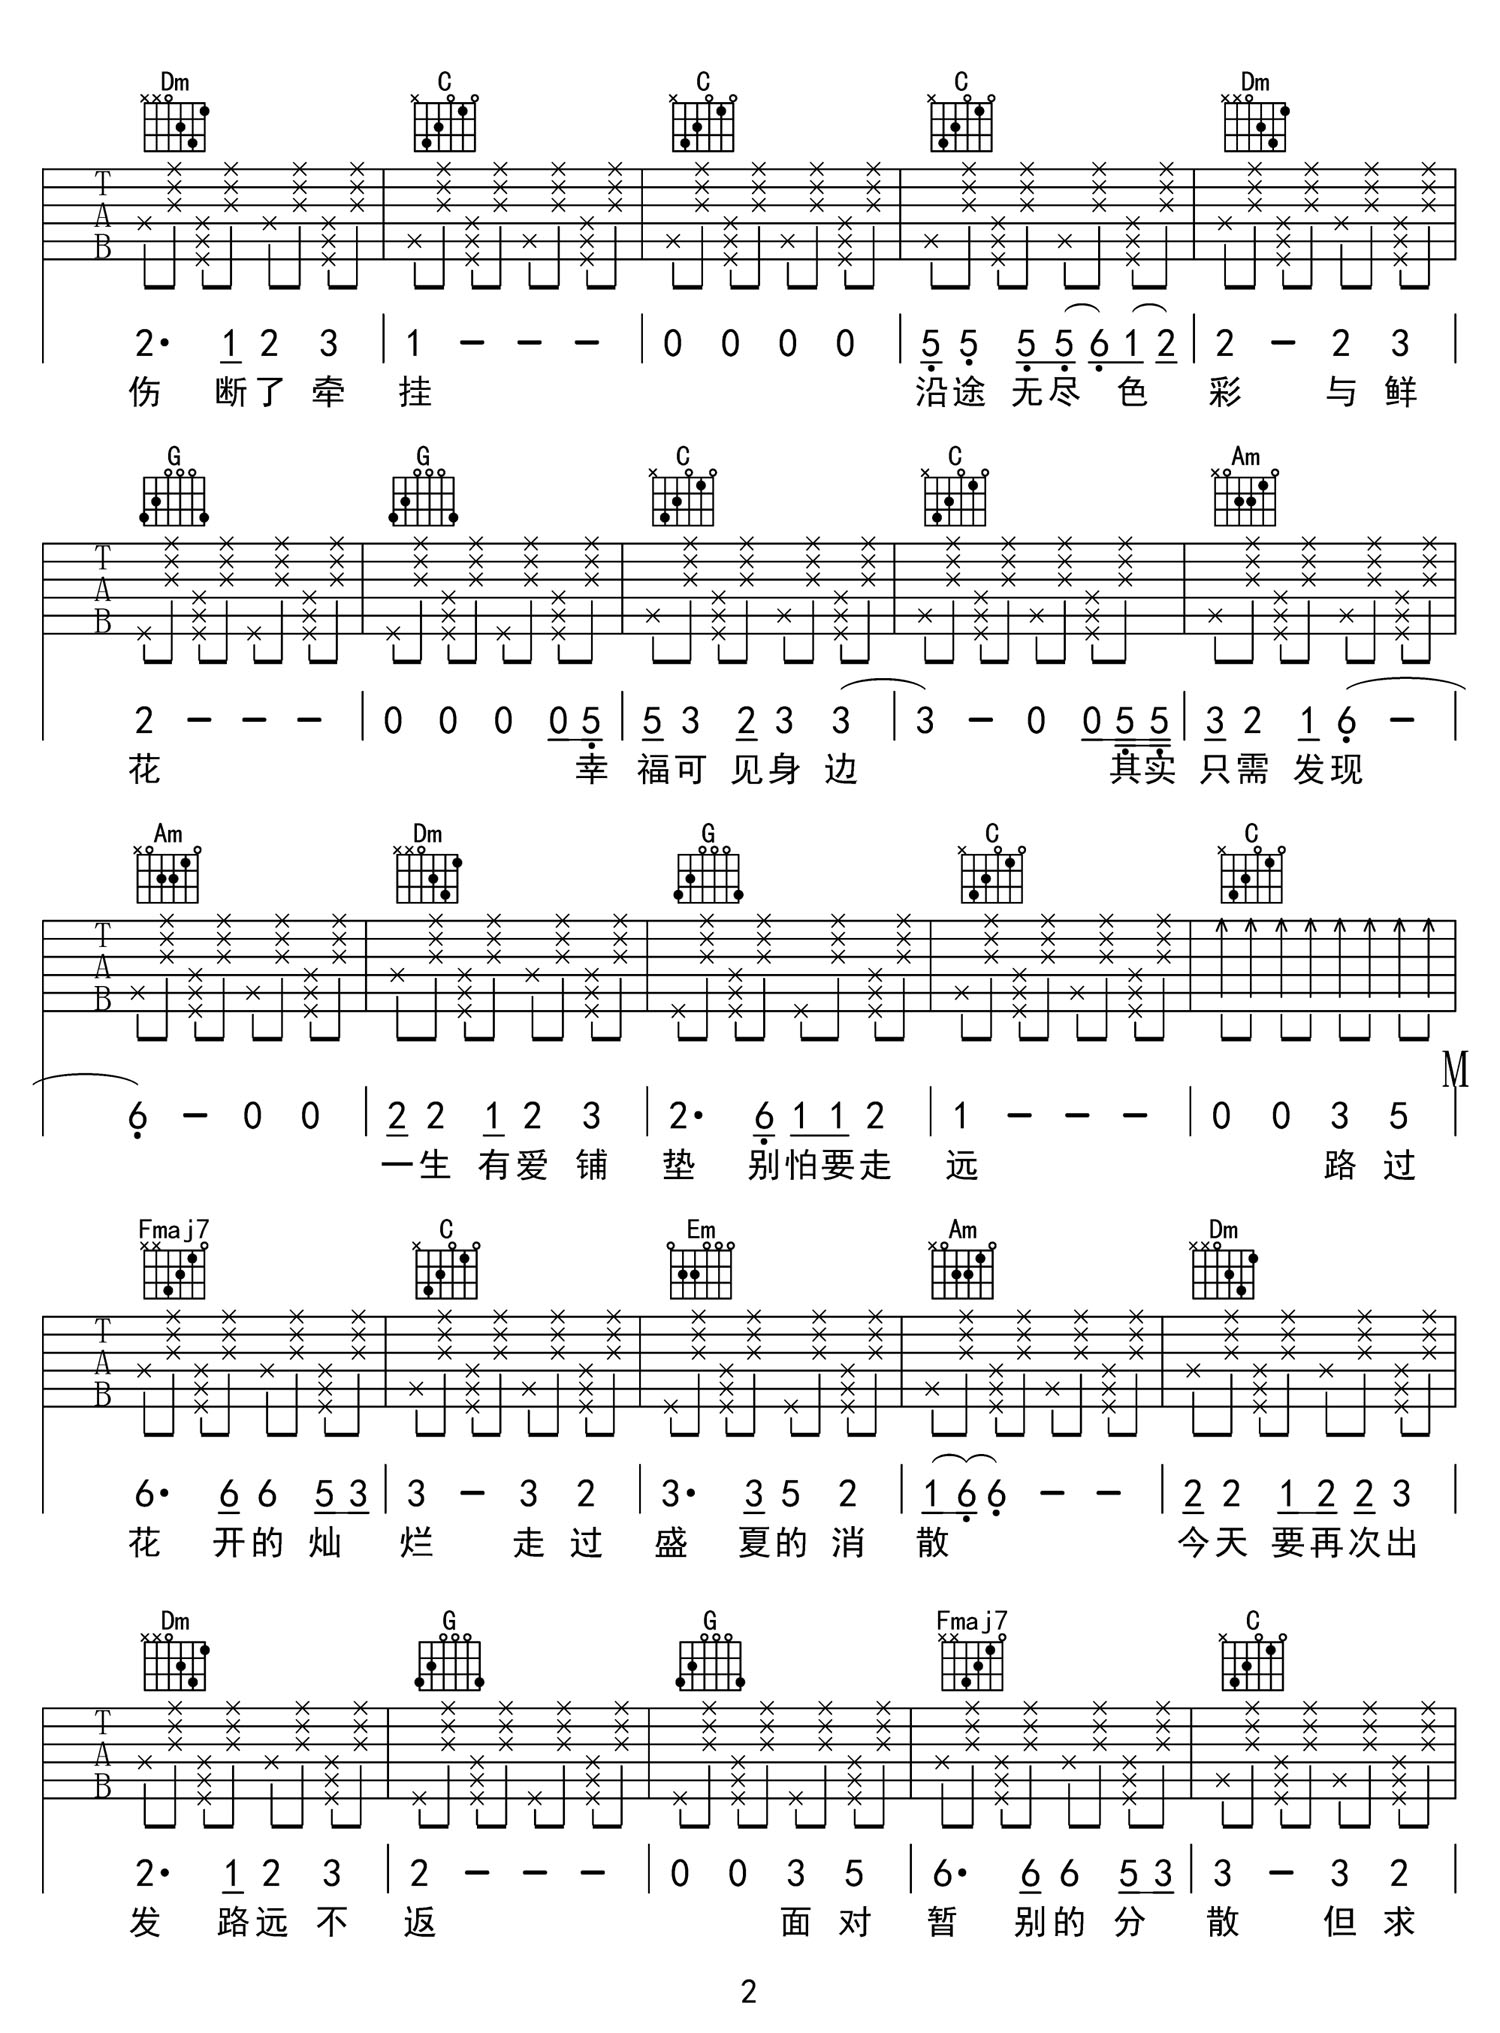 Dm C C C Dm
T
A
B
2· 1 2 3 | 1 - - - | 0 0 0 0 | 5 5 5 5 6 1 2 | 2 - 2 3
伤 断了 牵 挂 沿途 无尽 色 彩 与 鲜
G G C C Am
T
A
B
2 - - - | 0 0 0 0 5 | 5 3 2 3 3 | 3 - 0 0 5 5 | 3 2 1 6 -
花 幸 福可 见身 边 其实 只需 发现
Am Dm G C C
T
A
B
M
6 - 0 0 | 2 2 1 2 3 | 2· 6 1 1 2 | 1 - - - | 0 0 3 5
一生 有爱 铺 垫 别怕要走 远 路 过
Fmaj7 C Em Am Dm
T
A
B
6· 6 6 5 3 | 3 - 3 2 | 3· 3 5 2 | 1 6 6 - - | 2 2 1 2 2 3
花 开的 灿 烂 走 过 盛 夏的 消 散 今天 要再次出
Dm G G Fmaj7 C
T
A
B
2· 1 2 3 | 2 - - - | 0 0 3 5 | 6· 6 6 5 3 | 3 - 3 2
发 路远 不 返 面 对 暂 别的 分 散 但 求
2